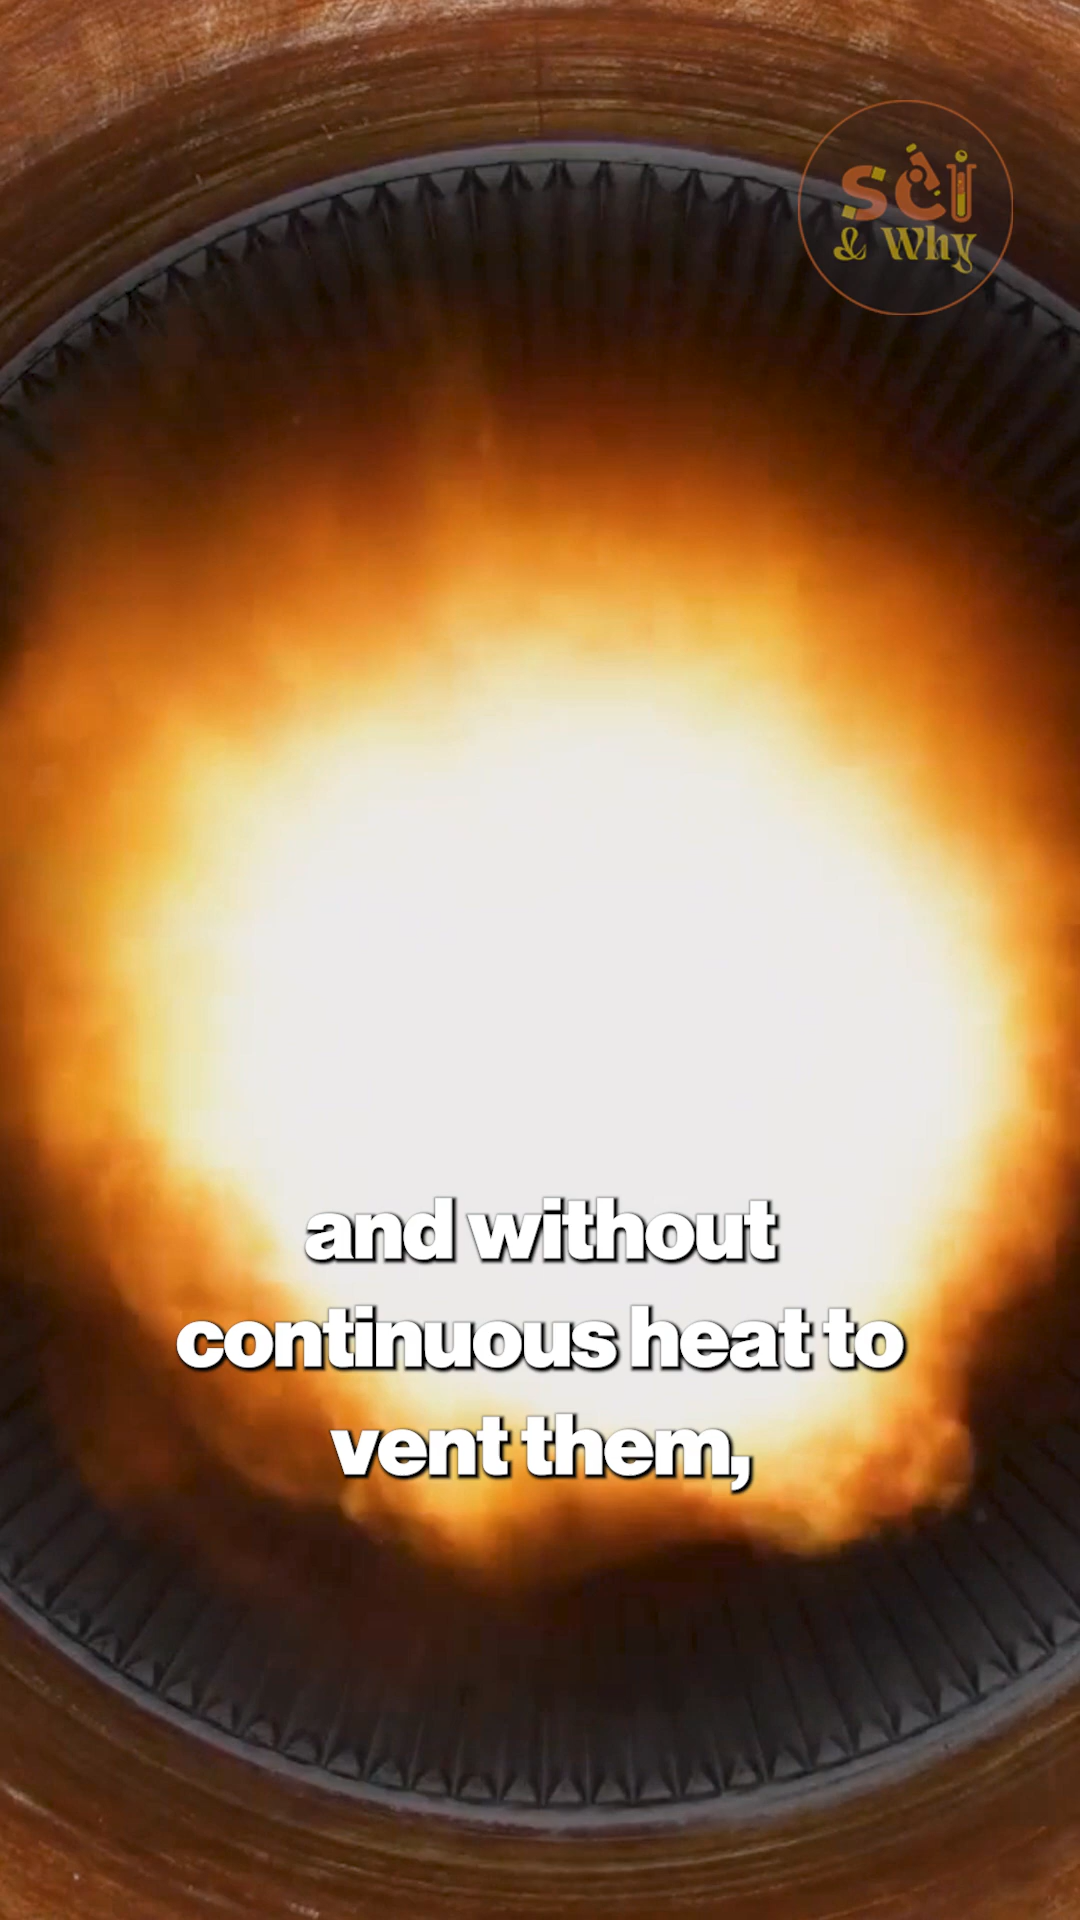 sci
& Why
and without
continuous heat to
vent them,